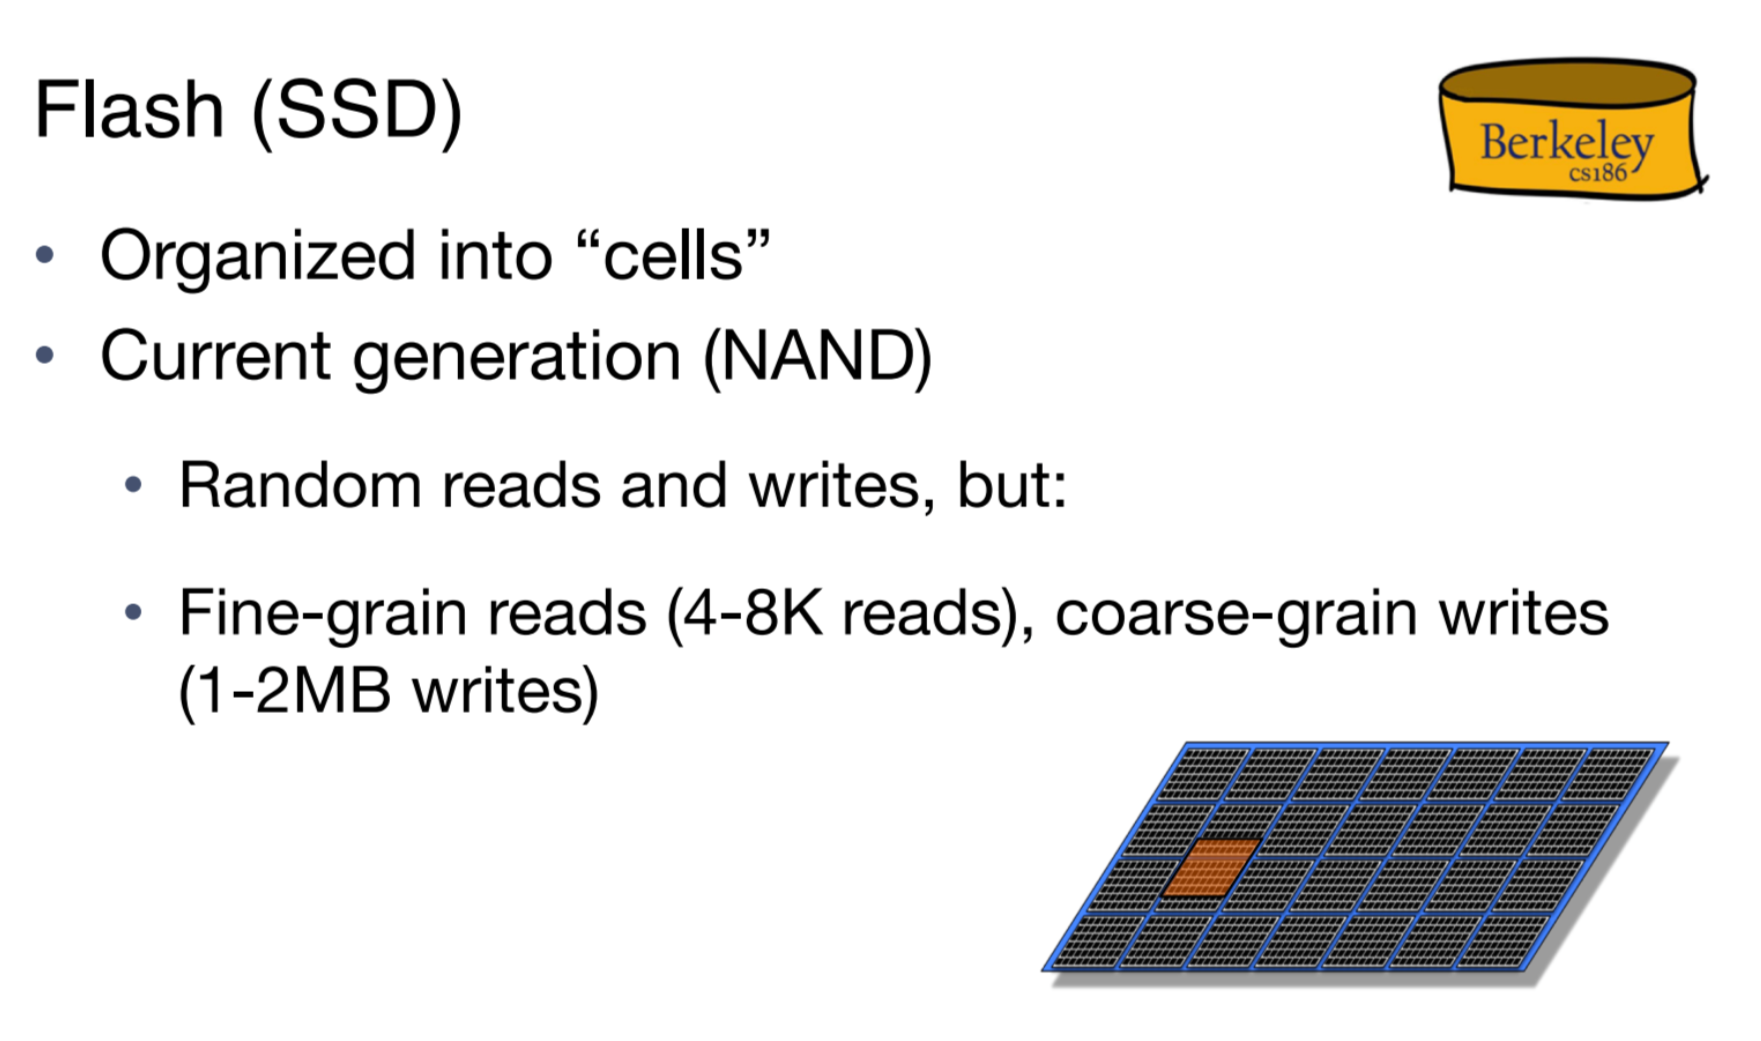 Flash (SSD)
Berkeley
cs186
• Organized into “cells”
• Current generation (NAND)
• Random reads and writes, but:
• Fine-grain reads (4-8K reads), coarse-grain writes
(1-2MB writes)